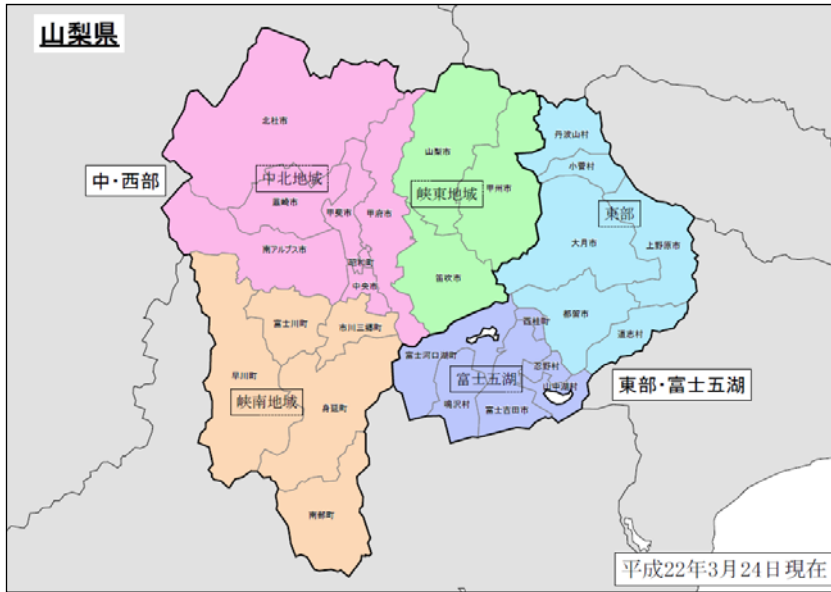 山梨県
北杜市
山梨市
丹波山村
小菅村
中・西部
中北地域
峡東地域
甲州市
東部
韮崎市
甲斐市
甲府市
南アルプス市
大月市
上野原市
昭和町
中央市
笛吹市
富士川町
市川三郷町
都留市
西桂町
道志村
富士河口湖町
忍野村
早川町
富士五湖
山中湖村
東部・富士五湖
峡南地域
身延町
鳴沢村
富士吉田市
南部町
平成22年3月24日現在